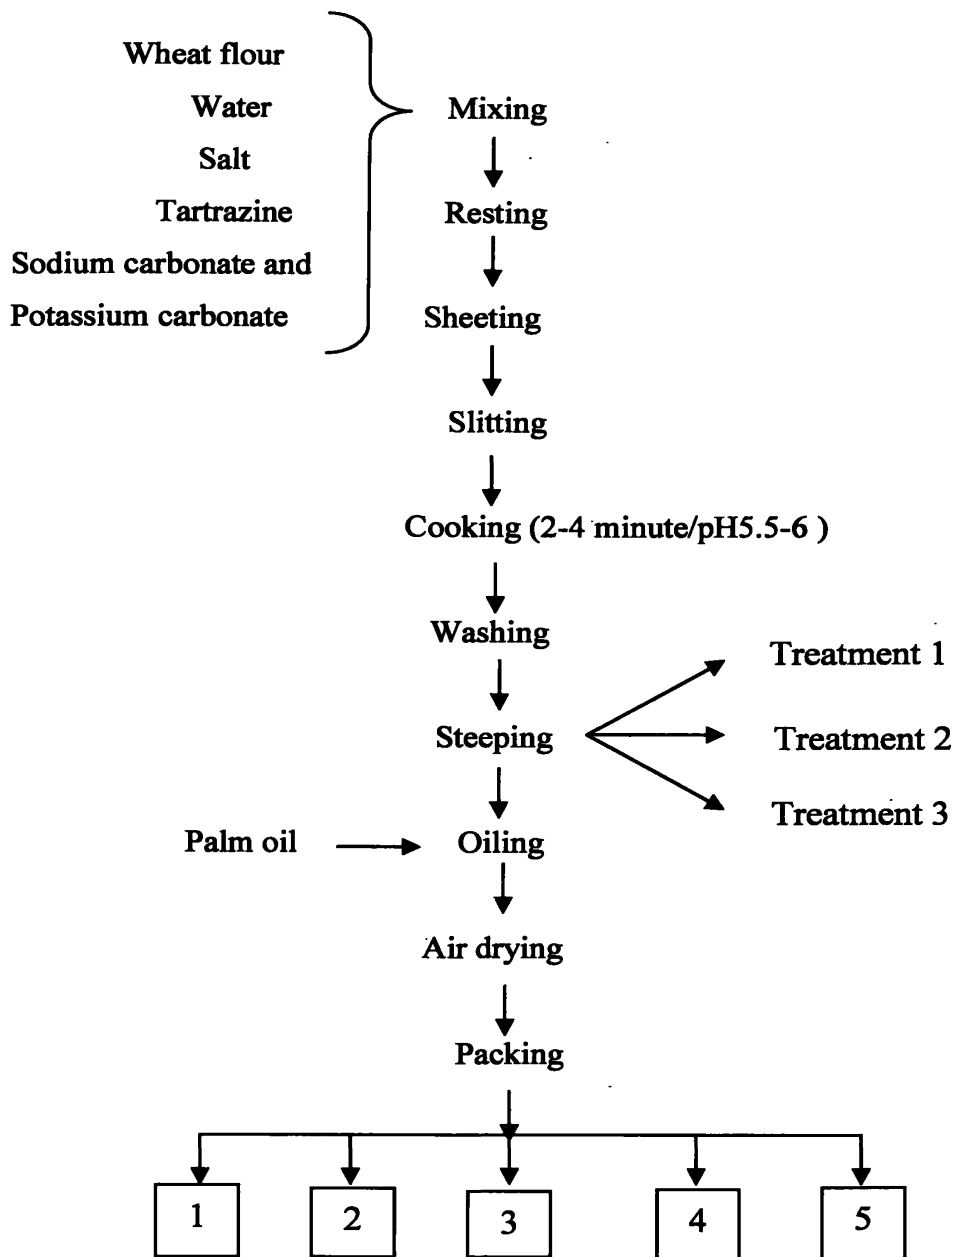 Wheat flour
Water
Salt
Tartrazine
Sodium carbonate and
Potassium carbonate
Mixing
Resting
Sheeting
Slitting
Cooking (2-4 minute/pH5.5-6 )
Washing
Steeping
Treatment 1
Treatment 2
Treatment 3
Palm oil
Oiling
Air drying
Packing
1
2
3
4
5